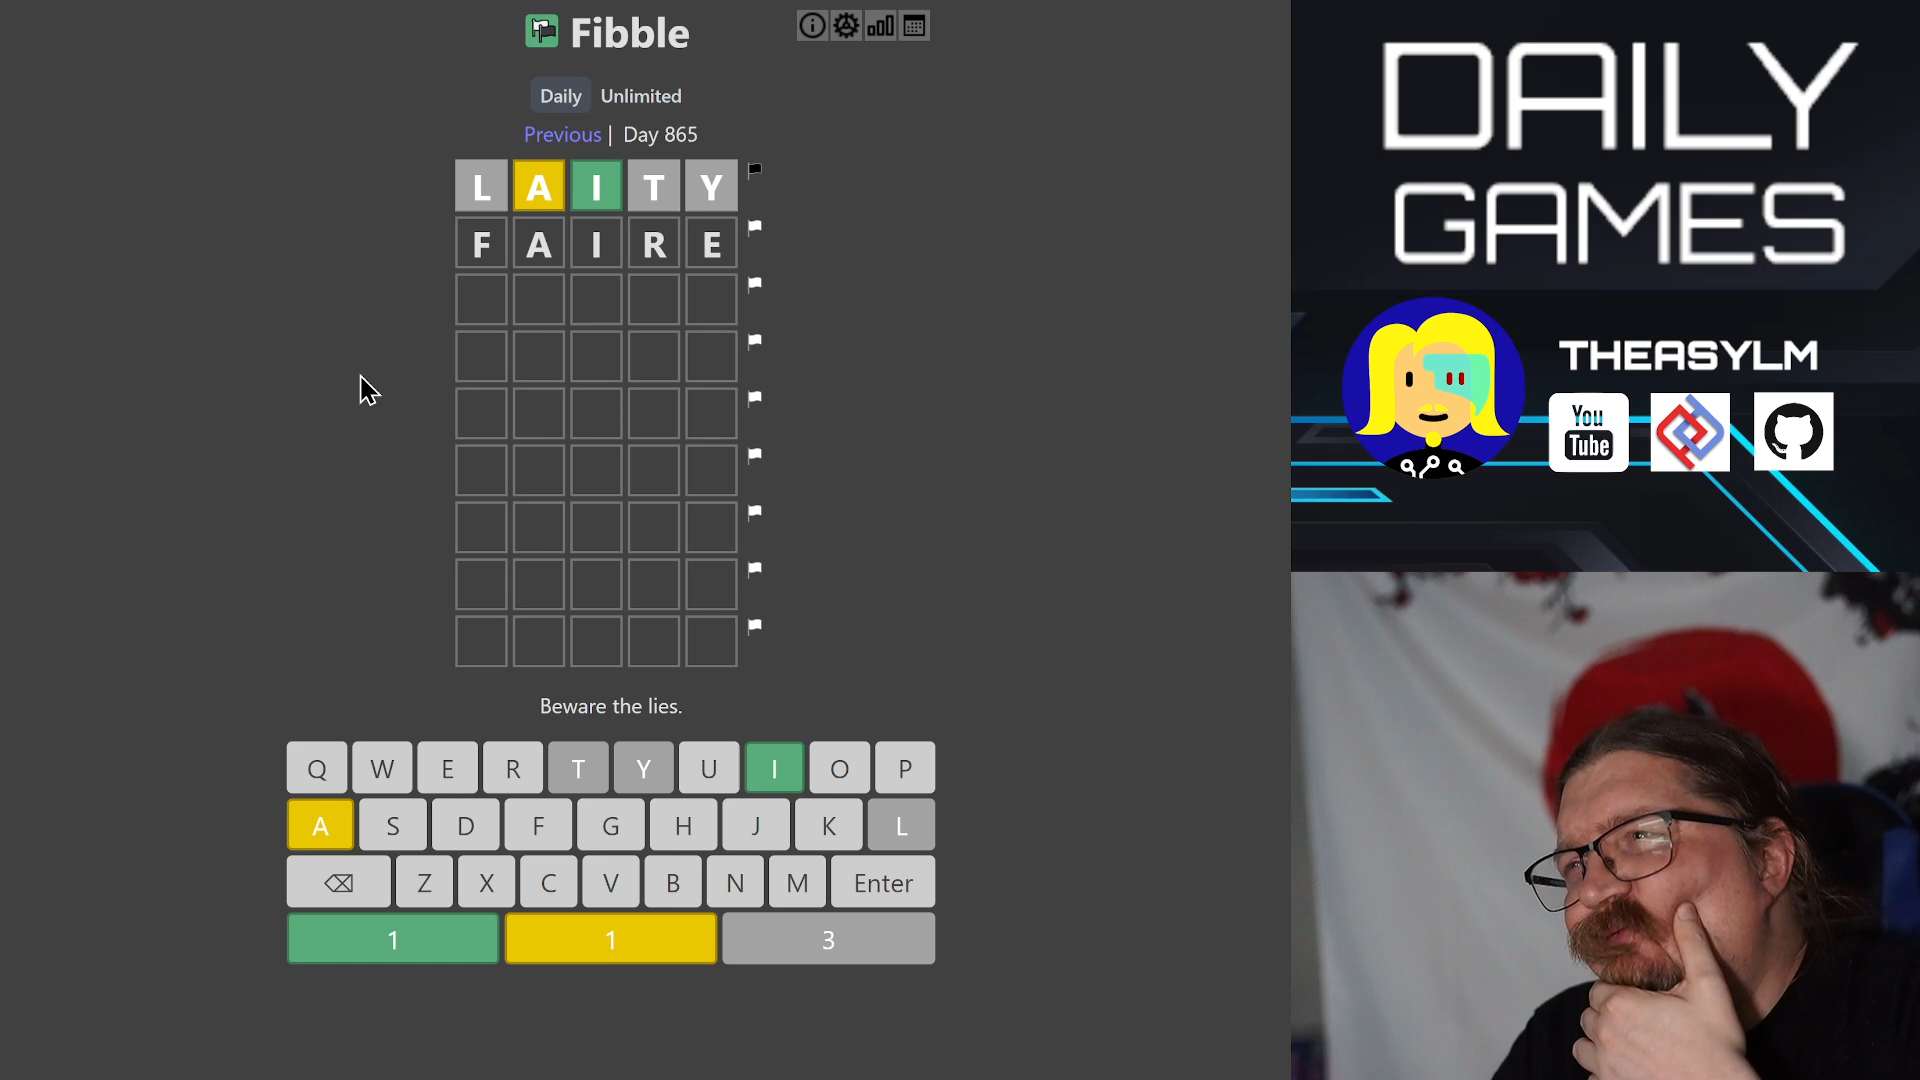 Fibble
Daily Unlimited
Previous | Day 865
L A I T Y
F A I R E
Beware the lies.
Q W E R T Y U I O P
A S D F G H J K L
⌫ Z X C V B N M Enter
1 1 3
DAILY
GAMES
THEASYLM
You
Tube